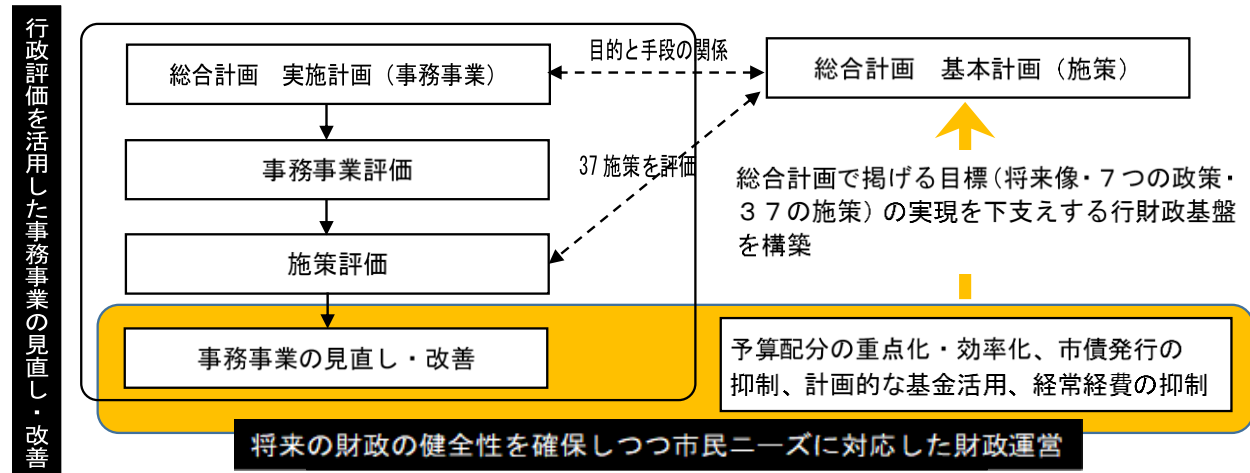 行政評価を活用した事務事業の見直し・改善
総合計画　実施計画（事務事業）
目的と手段の関係
総合計画　基本計画（施策）
事務事業評価
37施策を評価
施策評価
総合計画で掲げる目標（将来像・７つの政策・
３７の施策）の実現を下支えする行財政基盤
を構築
事務事業の見直し・改善
予算配分の重点化・効率化、市債発行の
抑制、計画的な基金活用、経常経費の抑制
将来の財政の健全性を確保しつつ市民ニーズに対応した財政運営